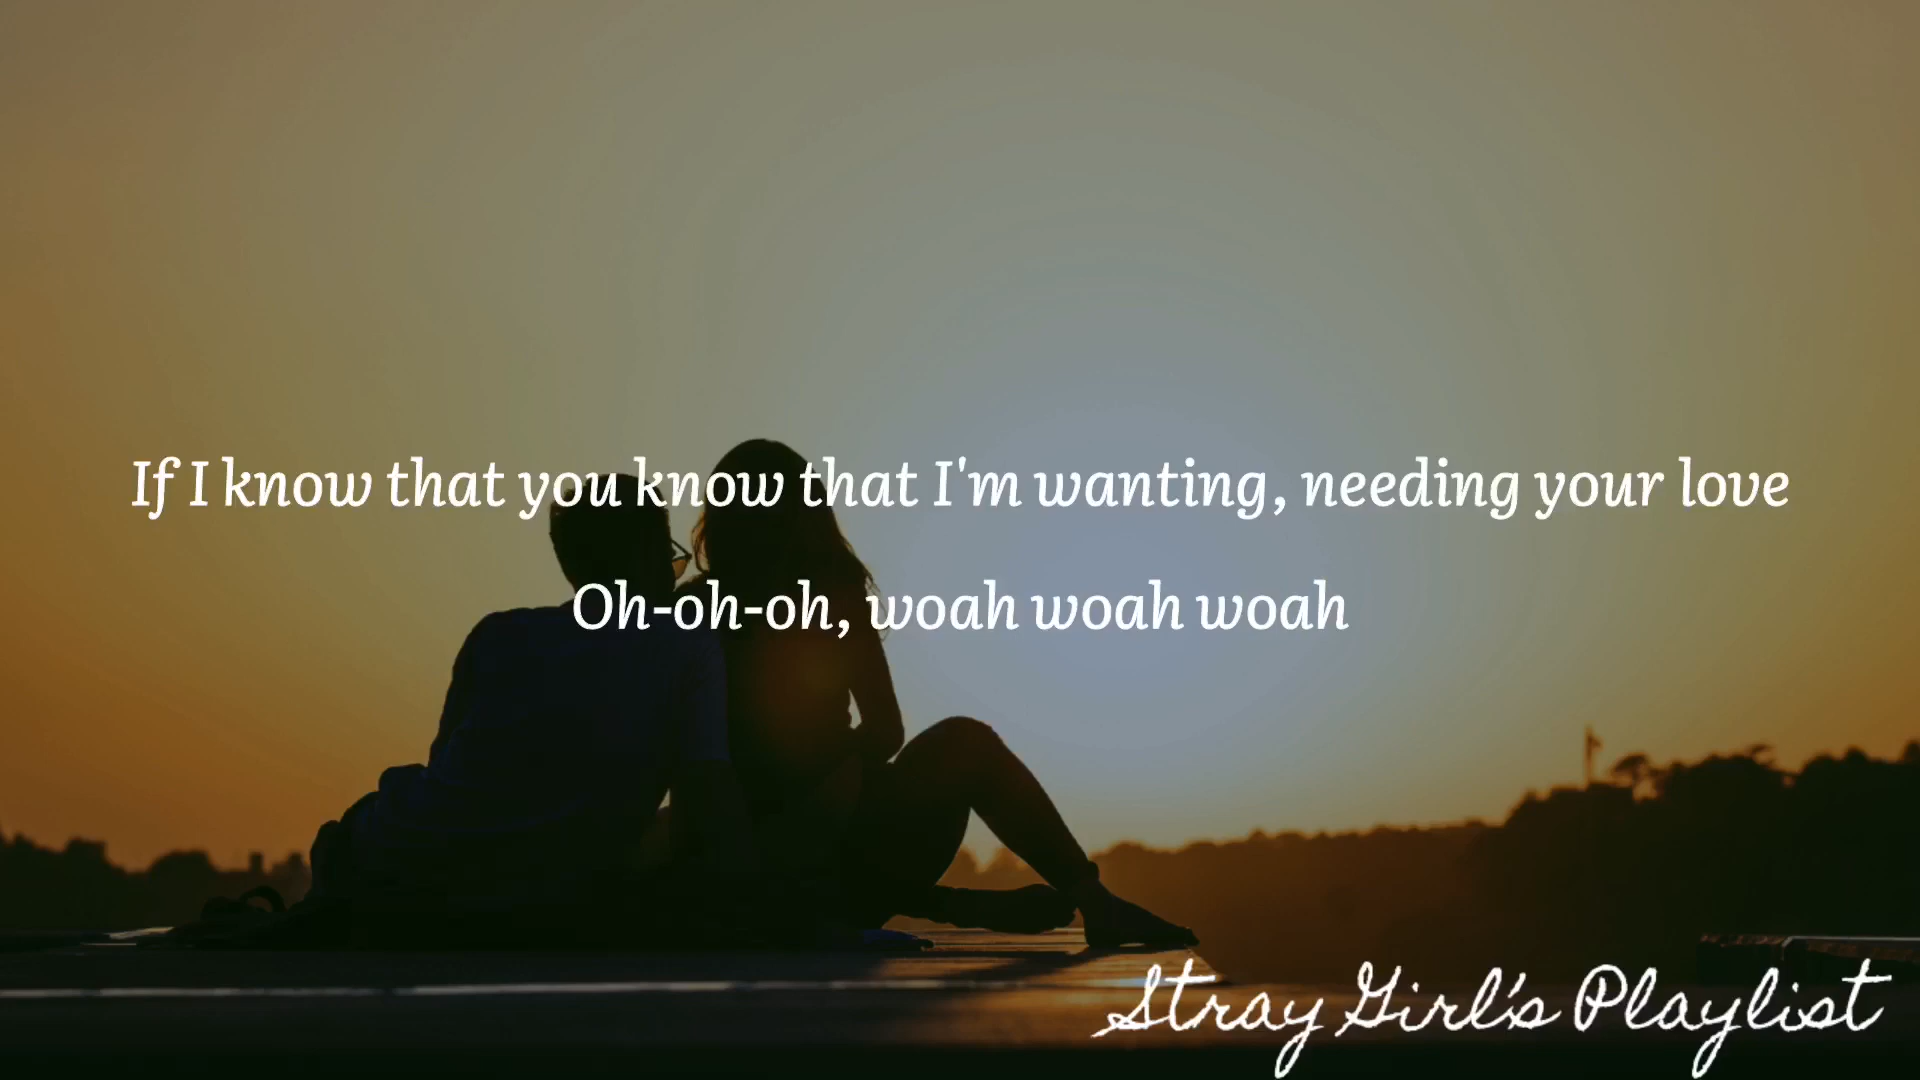 If I know that you know that I'm wanting, needing your love
Oh-oh-oh, woah woah woah
Stray Girl's Playlist